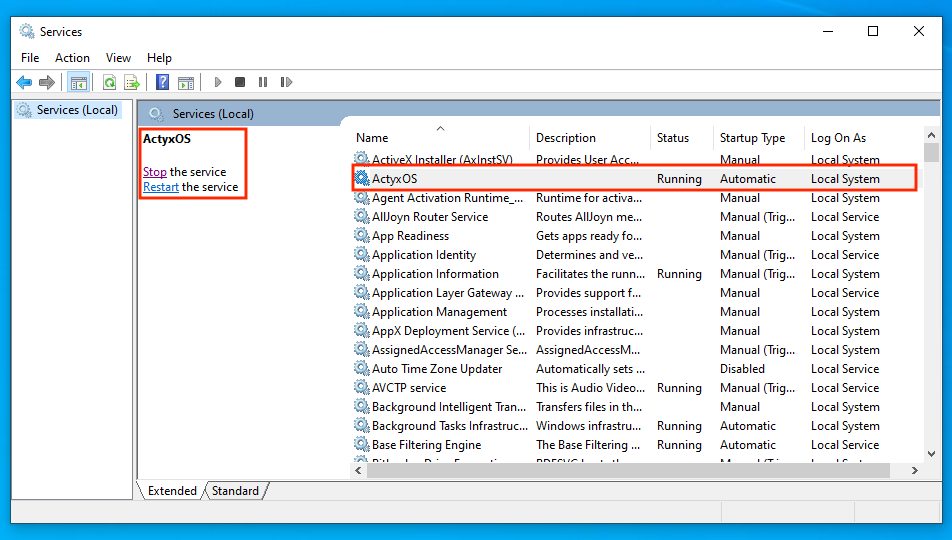 Services
File Action View Help
Services (Local)
Services (Local)
ActyxOS
Stop the service
Restart the service
Name Description Status Startup Type Log On As
ActiveX Installer (AxInstSV) Provides User Acc... Manual Local System
ActyxOS Running Automatic Local System
Agent Activation Runtime_... Runtime for activa... Manual Local System
AllJoyn Router Service Routes AllJoyn me... Manual (Trig... Local Service
App Readiness Gets apps ready fo... Manual Local System
Application Identity Determines and ve... Manual (Trig... Local Service
Application Information Facilitates the runn... Running Manual (Trig... Local System
Application Layer Gateway ... Provides support f... Manual Local Service
Application Management Processes installati... Manual Local System
AppX Deployment Service (... Provides infrastruc... Manual Local System
AssignedAccessManager Se... AssignedAccessM... Manual (Trig... Local System
Auto Time Zone Updater Automatically sets ... Disabled Local Service
AVCTP service This is Audio Video... Running Manual (Trig... Local Service
Background Intelligent Tran... Transfers files in th... Manual Local System
Background Tasks Infrastruc... Windows infrastru... Running Automatic Local System
Base Filtering Engine The Base Filtering ... Running Automatic Local Service
Extended Standard